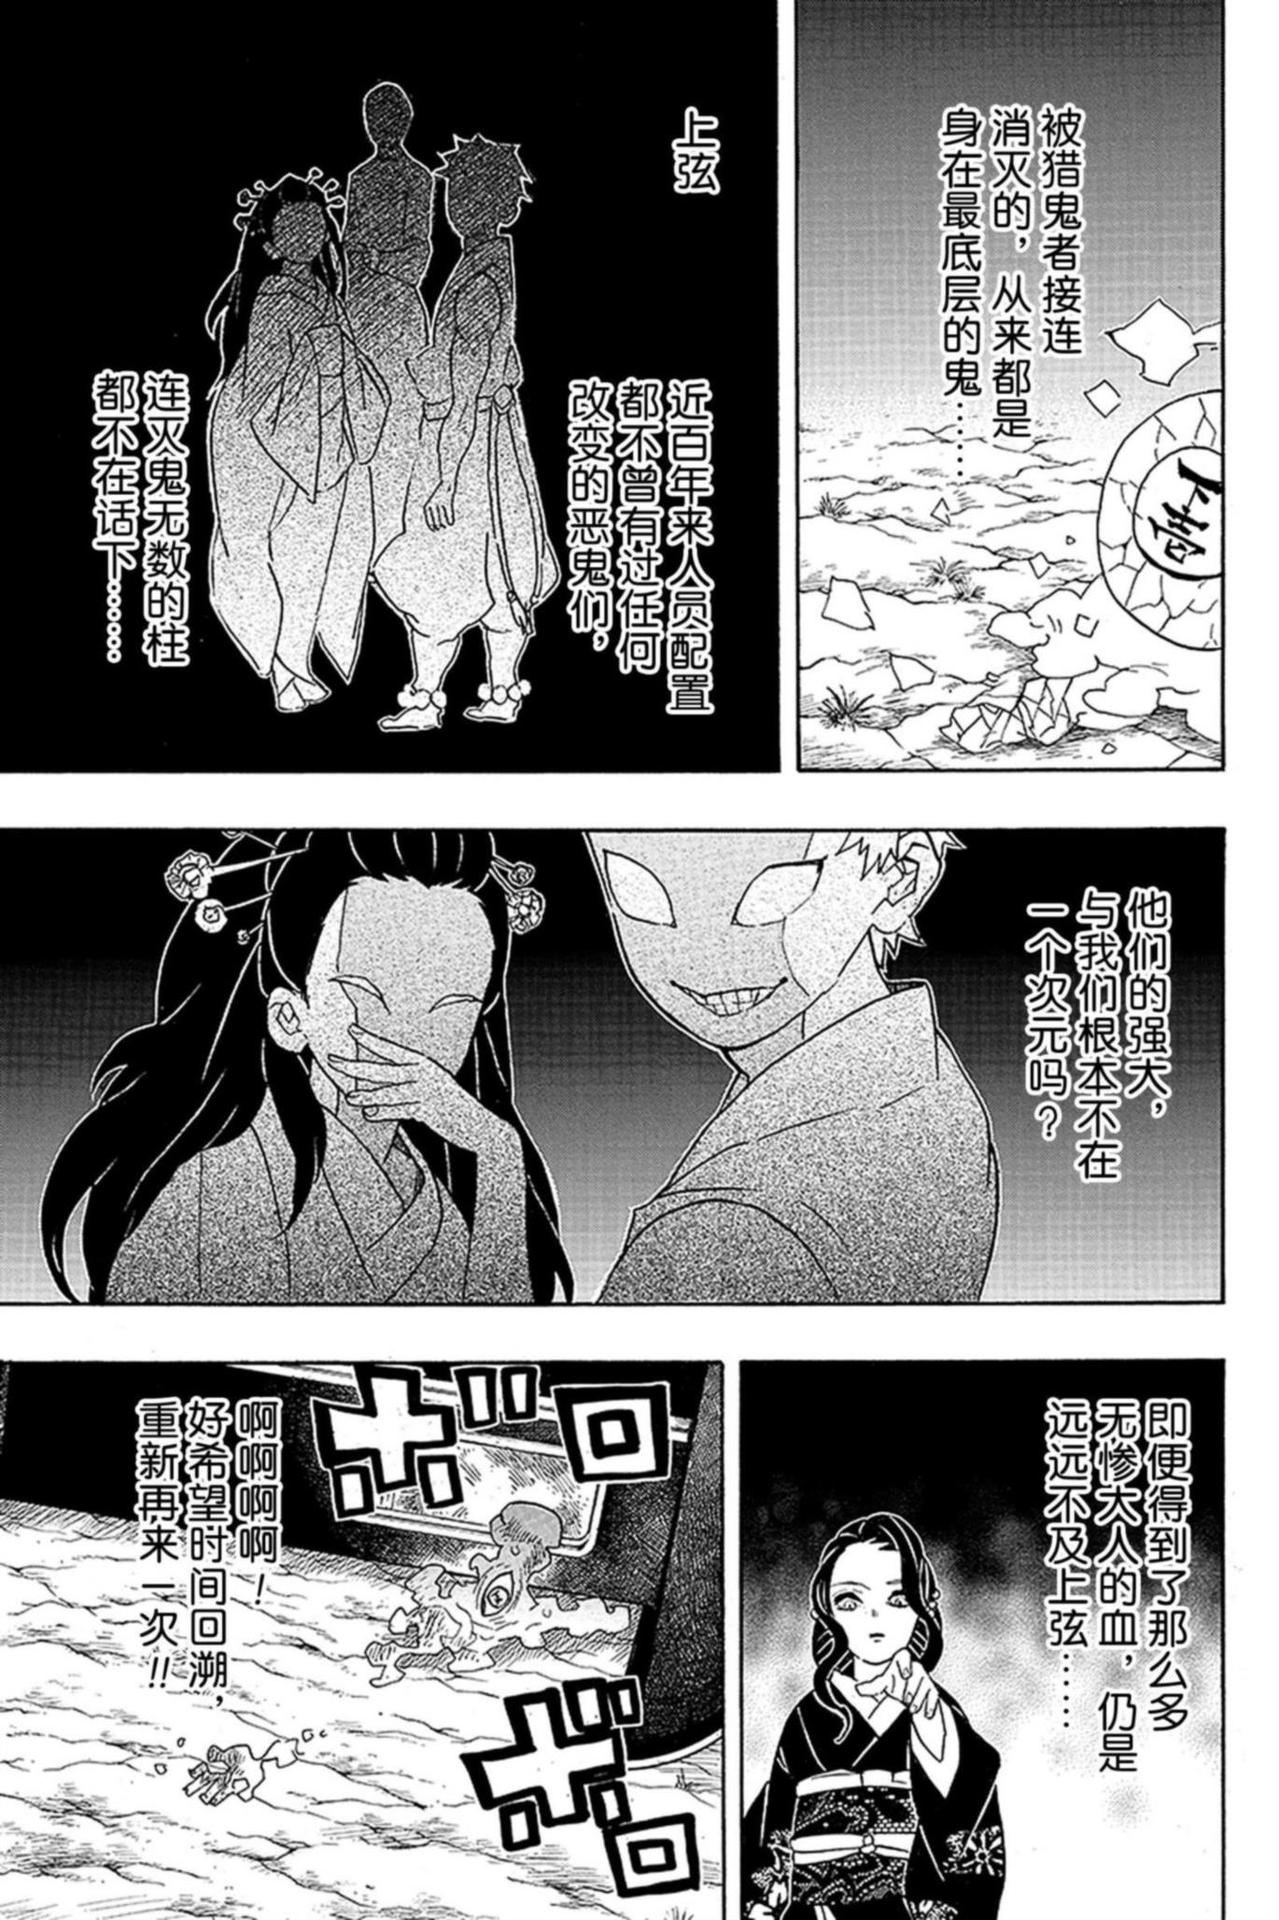 被猎鬼者接连
消灭的，从来都是
身在最底层的鬼……
上弦
近百年来人员配置
都不曾有过任何
改变的恶鬼们，
连灭鬼无数的柱
都不在话下……
他们的强大，
与我们根本不在
一个次元吗？
即便得到了那么多
无惨大人的血，仍是
远远不及上弦……
ボロ
ボロ
啊啊啊啊！
好希望时间回溯，
重新再来一次！！